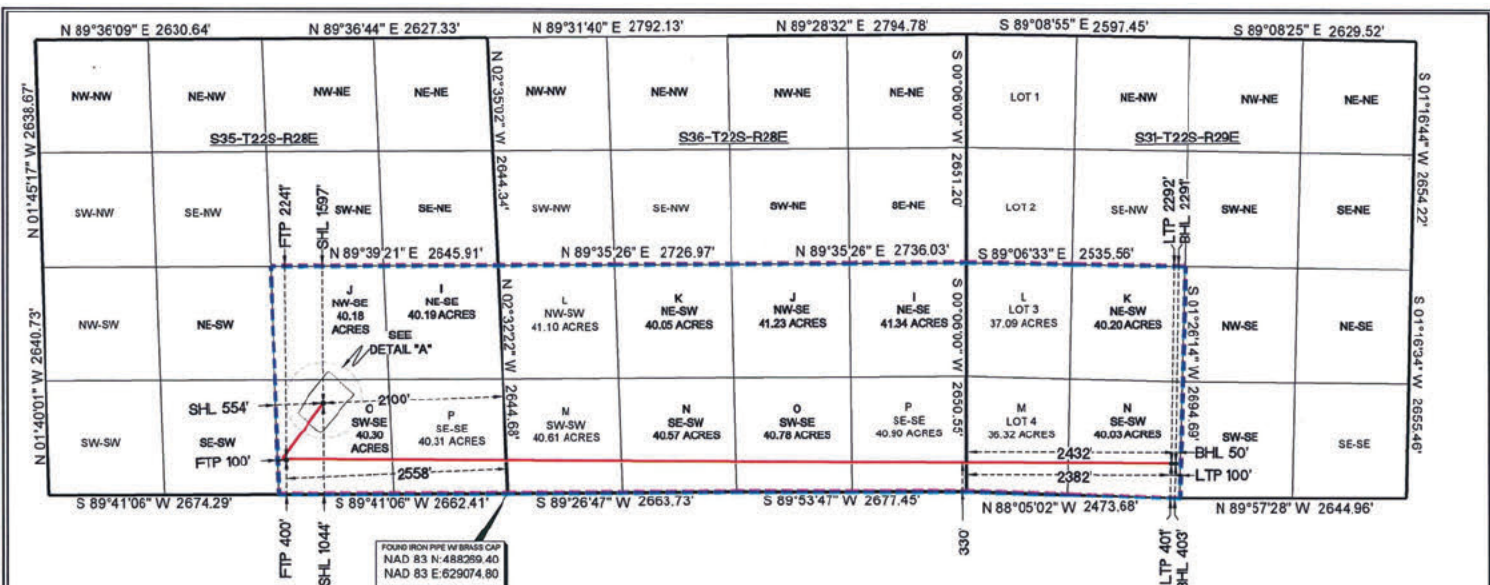 N 89°36'09" E 2630.64'
N 89°36'44" E 2627.33'
N 89°31'40" E 2792.13'
N 89°28'32" E 2794.78'
S 89°08'55" E 2597.45'
S 89°08'25" E 2629.52'
N 01°45'17" W 2638.67'
NW-NW
NE-NW
NW-NE
NE-NE
N 02°35'02" W 2644.34'
NW-NW
NE-NW
NW-NE
NE-NE
S 00°06'00" W 2651.20'
LOT 1
NE-NW
NW-NE
NE-NE
S 01°16'44" W 2654.22'
S35-T22S-R28E
S36-T22S-R28E
S31-T22S-R29E
SW-NW
SE-NW
FTP 2241'
SHL 1597'
SW-NE
SE-NE
SW-NW
SE-NW
SW-NE
SE-NE
LOT 2
SE-NW
LTP 2292'
BHL 2291'
SW-NE
SE-NE
N 89°39'21" E 2645.91'
N 89°35'26" E 2726.97'
N 89°35'26" E 2736.03'
S 89°06'33" E 2535.56'
N 01°40'01" W 2640.73'
NW-SW
NE-SW
J
NW-SE
40.18
ACRES
I
NE-SE
40.19 ACRES
N 02°32'22" W 2644.68'
L
NW-SW
41.10 ACRES
K
NE-SW
40.05 ACRES
J
NW-SE
41.23 ACRES
I
NE-SE
41.34 ACRES
S 00°06'00" W 2650.55'
L
LOT 3
37.09 ACRES
K
NE-SW
40.20 ACRES
S 01°26'14" W 2694.69'
NW-SE
NE-SE
S 01°16'34" W 2655.46'
SEE
DETAIL "A"
SHL 554'
2100'
SW-SW
SE-SW
O
SW-SE
40.30
ACRES
P
SE-SE
40.31 ACRES
M
SW-SW
40.61 ACRES
N
SE-SW
40.57 ACRES
O
SW-SE
40.78 ACRES
P
SE-SE
40.90 ACRES
M
LOT 4
36.32 ACRES
N
SE-SW
40.03 ACRES
SW-SE
SE-SE
FTP 100'
2558'
2432'
BHL 50'
2382'
LTP 100'
S 89°41'06" W 2674.29'
S 89°41'06" W 2662.41'
S 89°26'47" W 2663.73'
S 89°53'47" W 2677.45'
N 88°05'02" W 2473.68'
N 89°57'28" W 2644.96'
FTP 400'
SHL 1044'
FOUND IRON PIPE W/ BRASS CAP
NAD 83 N:488269.40
NAD 83 E:629074.80
330'
LTP 401'
BHL 403'